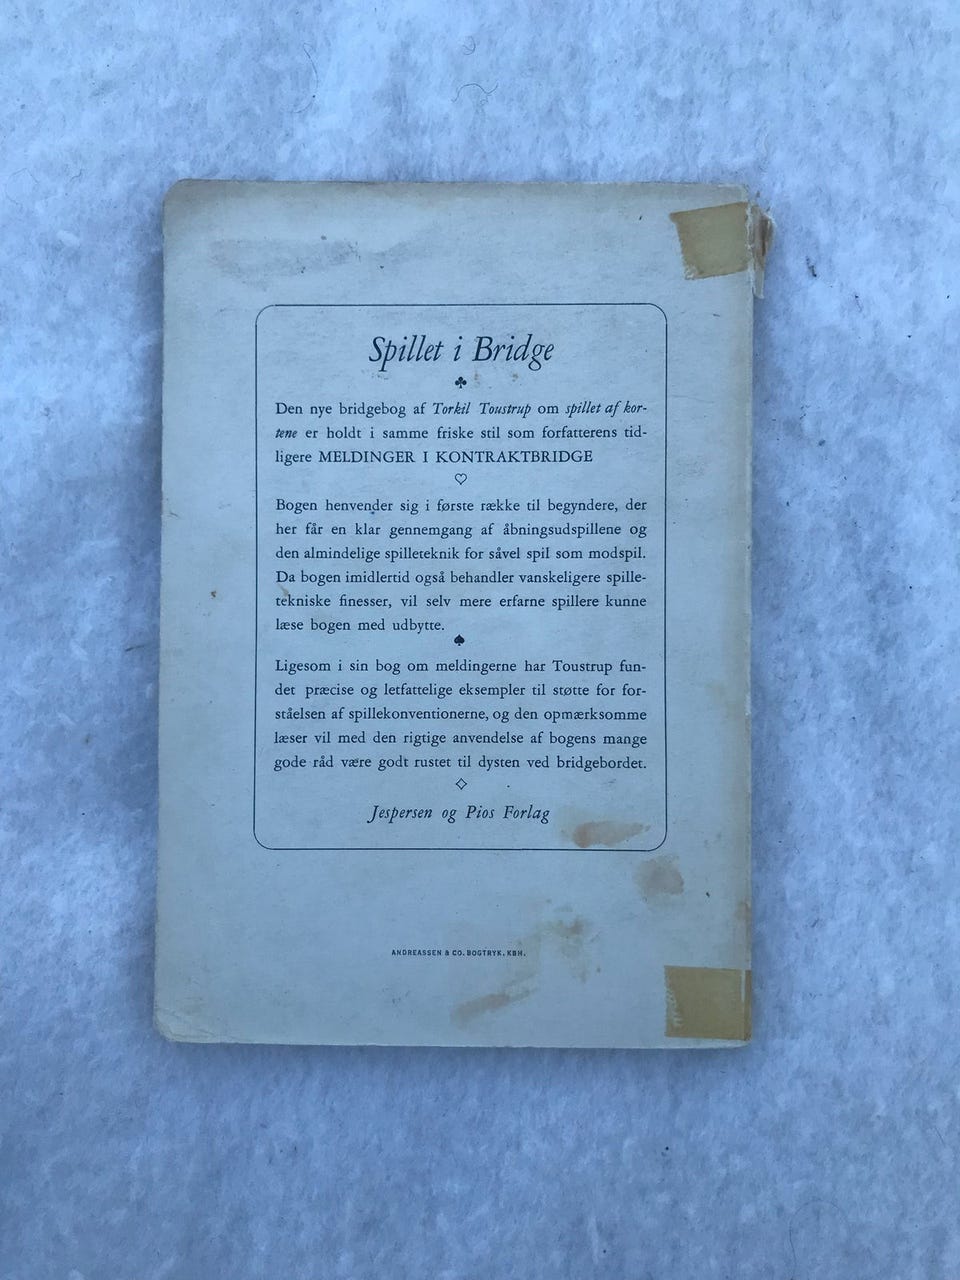 Spillet i Bridge
Den nye bridgebog af Torkil Toustrup om spillet af kor-
tene er holdt i samme friske stil som forfatterens tid-
ligere MELDINGER I KONTRAKTBRIDGE
Bogen henvender sig i første række til begyndere, der
her får en klar gennemgang af åbningsudspillene og
den almindelige spilleteknik for såvel spil som modspil.
Da bogen imidlertid også behandler vanskeligere spille-
tekniske finesser, vil selv mere erfarne spillere kunne
læse bogen med udbytte.
Ligesom i sin bog om meldingerne har Toustrup fun-
det præcise og letfattelige eksempler til støtte for for-
ståelsen af spillekonventionerne, og den opmærksomme
læser vil med den rigtige anvendelse af bogens mange
gode råd være godt rustet til dysten ved bridgebordet.
Jespersen og Pios Forlag
ANDREASSEN & CO. BOGTRYK. KBH.